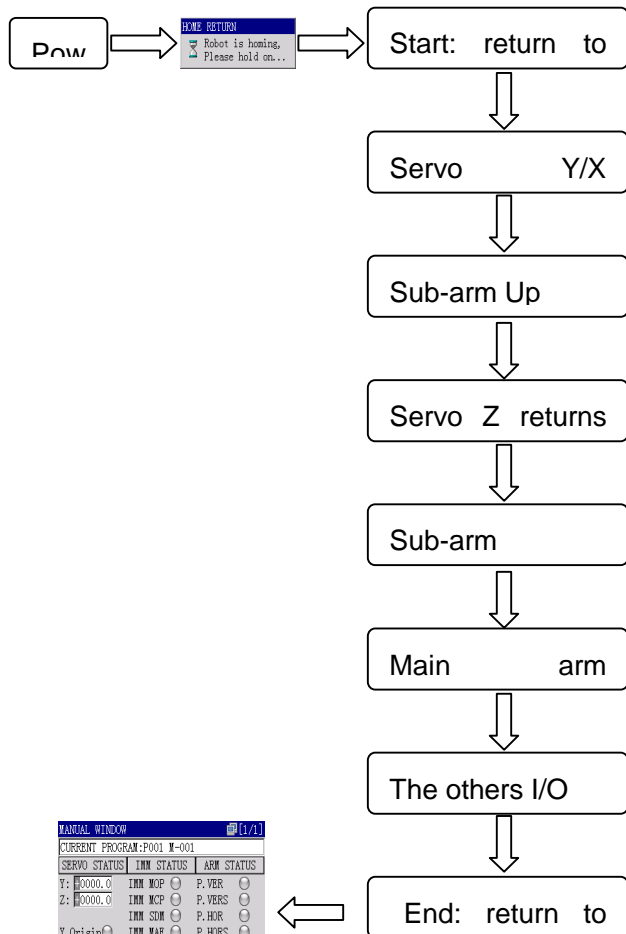 Pow
HOME RETURN
Robot is homing,
Please hold on...
Start: return to
Servo Y/X
Sub-arm Up
Servo Z returns
Sub-arm
Main arm
The others I/O
End: return to
MANUAL WINDOW [1/1]
CURRENT PROGRAM:P001 M-001
SERVO STATUS IMM STATUS ARM STATUS
Y: 0000.0 IMM MOP P.VER
Z: 0000.0 IMM MCP P.VERS
IMM SDM P.HOR
Y Origin IMM MAF P.HORS